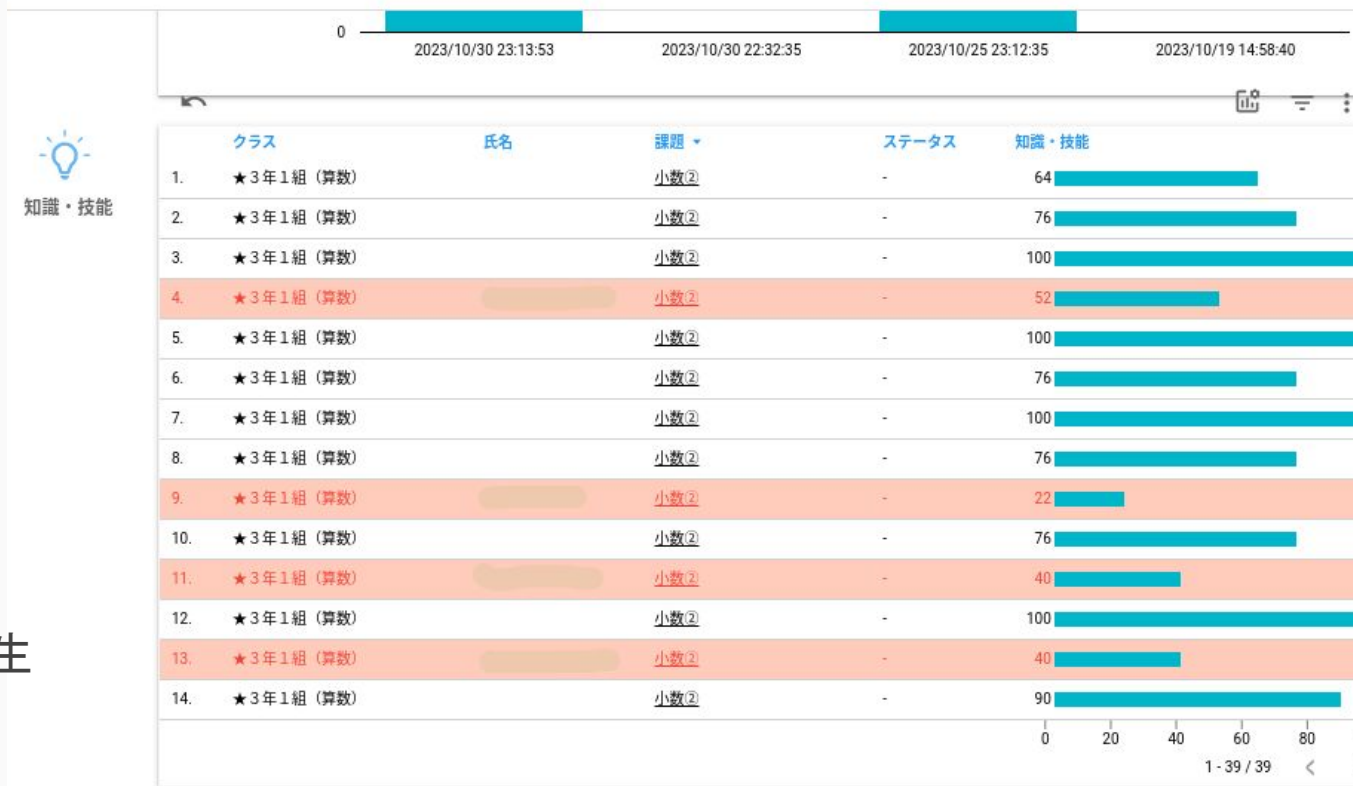 0
2023/10/30 23:13:53 2023/10/30 22:32:35 2023/10/25 23:12:35 2023/10/19 14:58:40
知識・技能
クラス 氏名 課題 ステータス 知識・技能
1. ★3年1組（算数） 小数② - 64
2. ★3年1組（算数） 小数② - 76
3. ★3年1組（算数） 小数② - 100
4. ★3年1組（算数） 小数② - 52
5. ★3年1組（算数） 小数② - 100
6. ★3年1組（算数） 小数② - 76
7. ★3年1組（算数） 小数② - 100
8. ★3年1組（算数） 小数② - 76
9. ★3年1組（算数） 小数② - 22
10. ★3年1組（算数） 小数② - 76
11. ★3年1組（算数） 小数② - 40
12. ★3年1組（算数） 小数② - 100
生
13. ★3年1組（算数） 小数② - 40
14. ★3年1組（算数） 小数② - 90
0 20 40 60 80
1 - 39 / 39